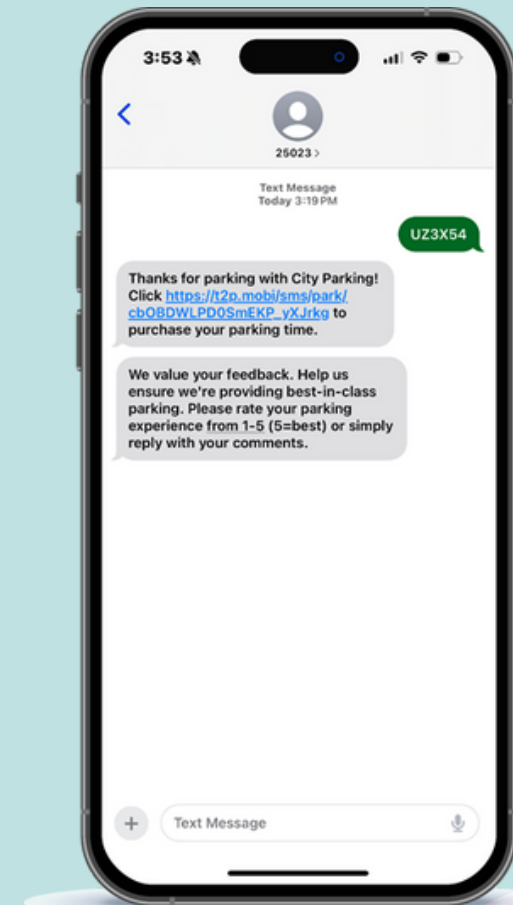 3:53
25023 >
Text Message
Today 3:19 PM
UZ3X54
Thanks for parking with City Parking!
Click https://t2p.mobi/sms/park/
cbOBDWLPD0SmEKP_yXJrkg to
purchase your parking time.
We value your feedback. Help us
ensure we're providing best-in-class
parking. Please rate your parking
experience from 1-5 (5=best) or simply
reply with your comments.
Text Message